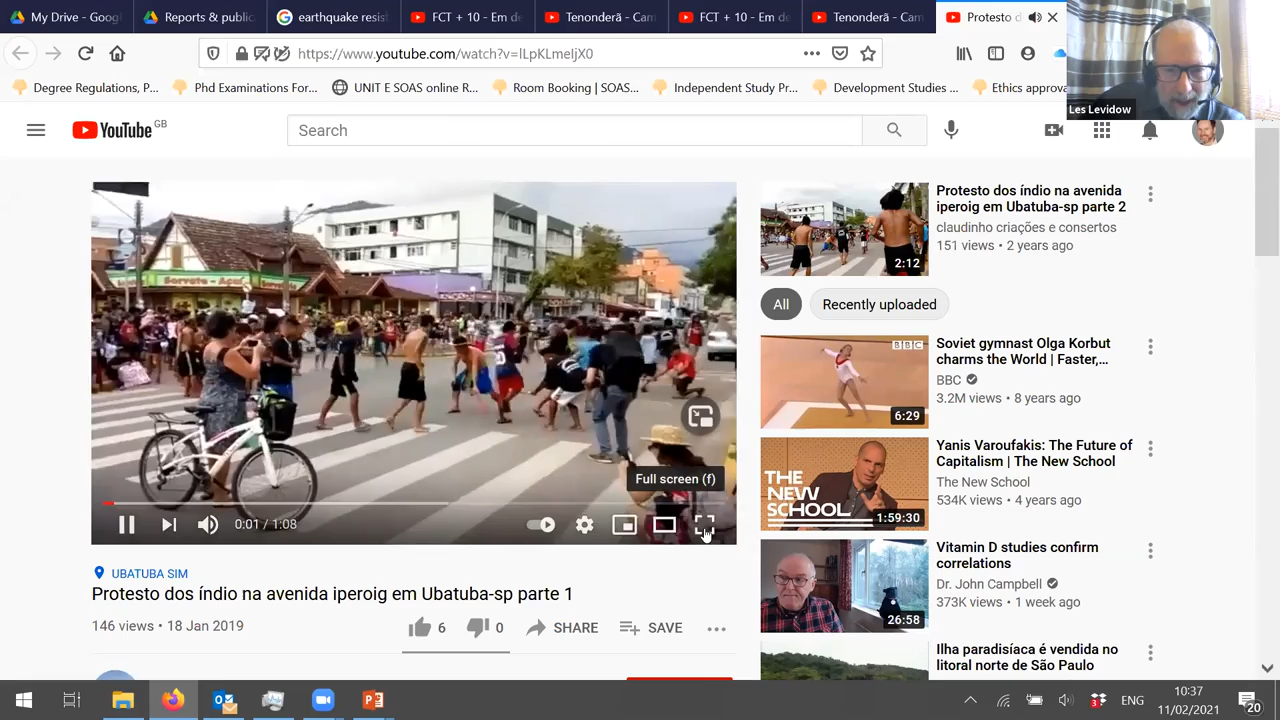 My Drive - Googl
Reports & public
earthquake resist
FCT + 10 - Em de
Tenonderã - Cam
FCT + 10 - Em de
Tenonderã - Cam
Protesto d
https://www.youtube.com/watch?v=lLpKLmeIjX0
Degree Regulations, P...
Phd Examinations For...
UNIT E SOAS online R...
Room Booking | SOAS...
Independent Study Pr...
Development Studies ...
Ethics approva
Les Levidow
YouTube GB
Search
Protesto dos índio na avenida
iperoig em Ubatuba-sp parte 2
claudinho criações e consertos
151 views • 2 years ago
2:12
All
Recently uploaded
Soviet gymnast Olga Korbut
charms the World | Faster,...
BBC
3.2M views • 8 years ago
BBC
6:29
Yanis Varoufakis: The Future of
Capitalism | The New School
The New School
534K views • 4 years ago
THE
NEW
SCHOOL
1:59:30
Vitamin D studies confirm
correlations
Dr. John Campbell
373K views • 1 week ago
26:58
Ilha paradisíaca é vendida no
litoral norte de São Paulo
Full screen (f)
0:01 / 1:08
UBATUBA SIM
Protesto dos índio na avenida iperoig em Ubatuba-sp parte 1
146 views • 18 Jan 2019
6
0
SHARE
SAVE
ENG
10:37
11/02/2021
20
3